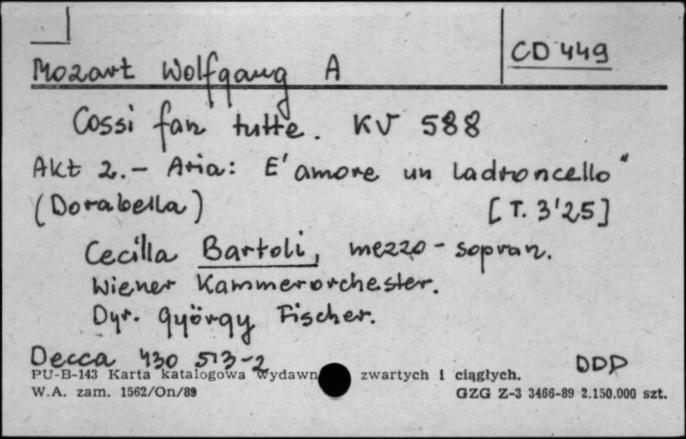 CD 449
Mozart Wolfgang A
Cossi fan tutte. KV 588
Akt 2.- Aria: E'amore un ladroncello"
(Dorabella) [T. 3'25]
Cecilla Bartoli, mezzo-sopran.
Wiener Kammerorchester.
Dyr. György Fischer.
Decca 430 513-2 DDD
PU-B-143 Karta katalogowa wydawn zwartych i ciągłych.
W.A. zam. 1562/On/89 GZG Z-3 3466-89 2.150.000 szt.